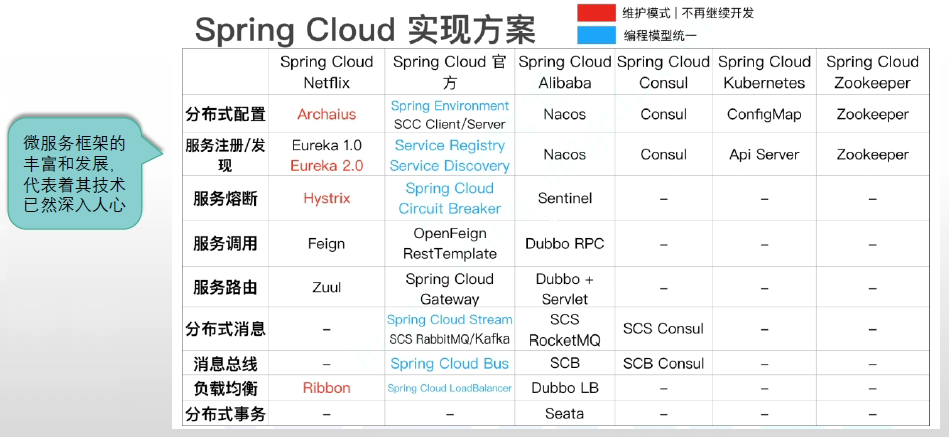 Spring Cloud 实现方案
维护模式 | 不再继续开发
编程模型统一
微服务框架的
丰富和发展，
代表着其技术
已然深入人心
Spring Cloud Netflix Spring Cloud 官方 Spring Cloud Alibaba Spring Cloud Consul Spring Cloud Kubernetes Spring Cloud Zookeeper
分布式配置 Archaius Spring Environment SCC Client/Server Nacos Consul ConfigMap Zookeeper
服务注册/发现 Eureka 1.0 Eureka 2.0 Service Registry Service Discovery Nacos Consul Api Server Zookeeper
服务熔断 Hystrix Spring Cloud Circuit Breaker Sentinel – – –
服务调用 Feign OpenFeign RestTemplate Dubbo RPC – – –
服务路由 Zuul Spring Cloud Gateway Dubbo + Servlet – – –
分布式消息 – Spring Cloud Stream SCS RabbitMQ/Kafka SCS RocketMQ SCS Consul – –
消息总线 – Spring Cloud Bus SCB SCB Consul – –
负载均衡 Ribbon Spring Cloud LoadBalancer Dubbo LB – – –
分布式事务 – – Seata – – –